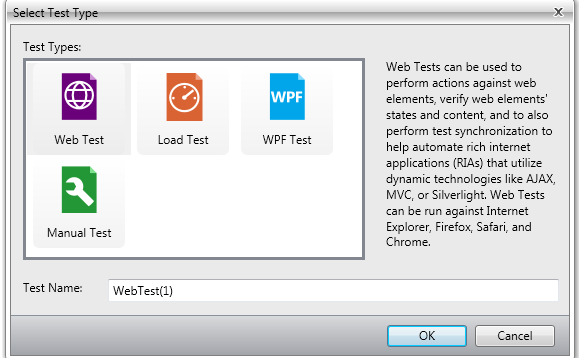 Select Test Type
Test Types:
WPF
Web Test
Load Test
WPF Test
Manual Test
Web Tests can be used to
perform actions against web
elements, verify web elements'
states and content, and to also
perform test synchronization to
help automate rich internet
applications (RIAs) that utilize
dynamic technologies like AJAX,
MVC, or Silverlight. Web Tests
can be run against Internet
Explorer, Firefox, Safari, and
Chrome.
Test Name:
WebTest(1)
OK
Cancel